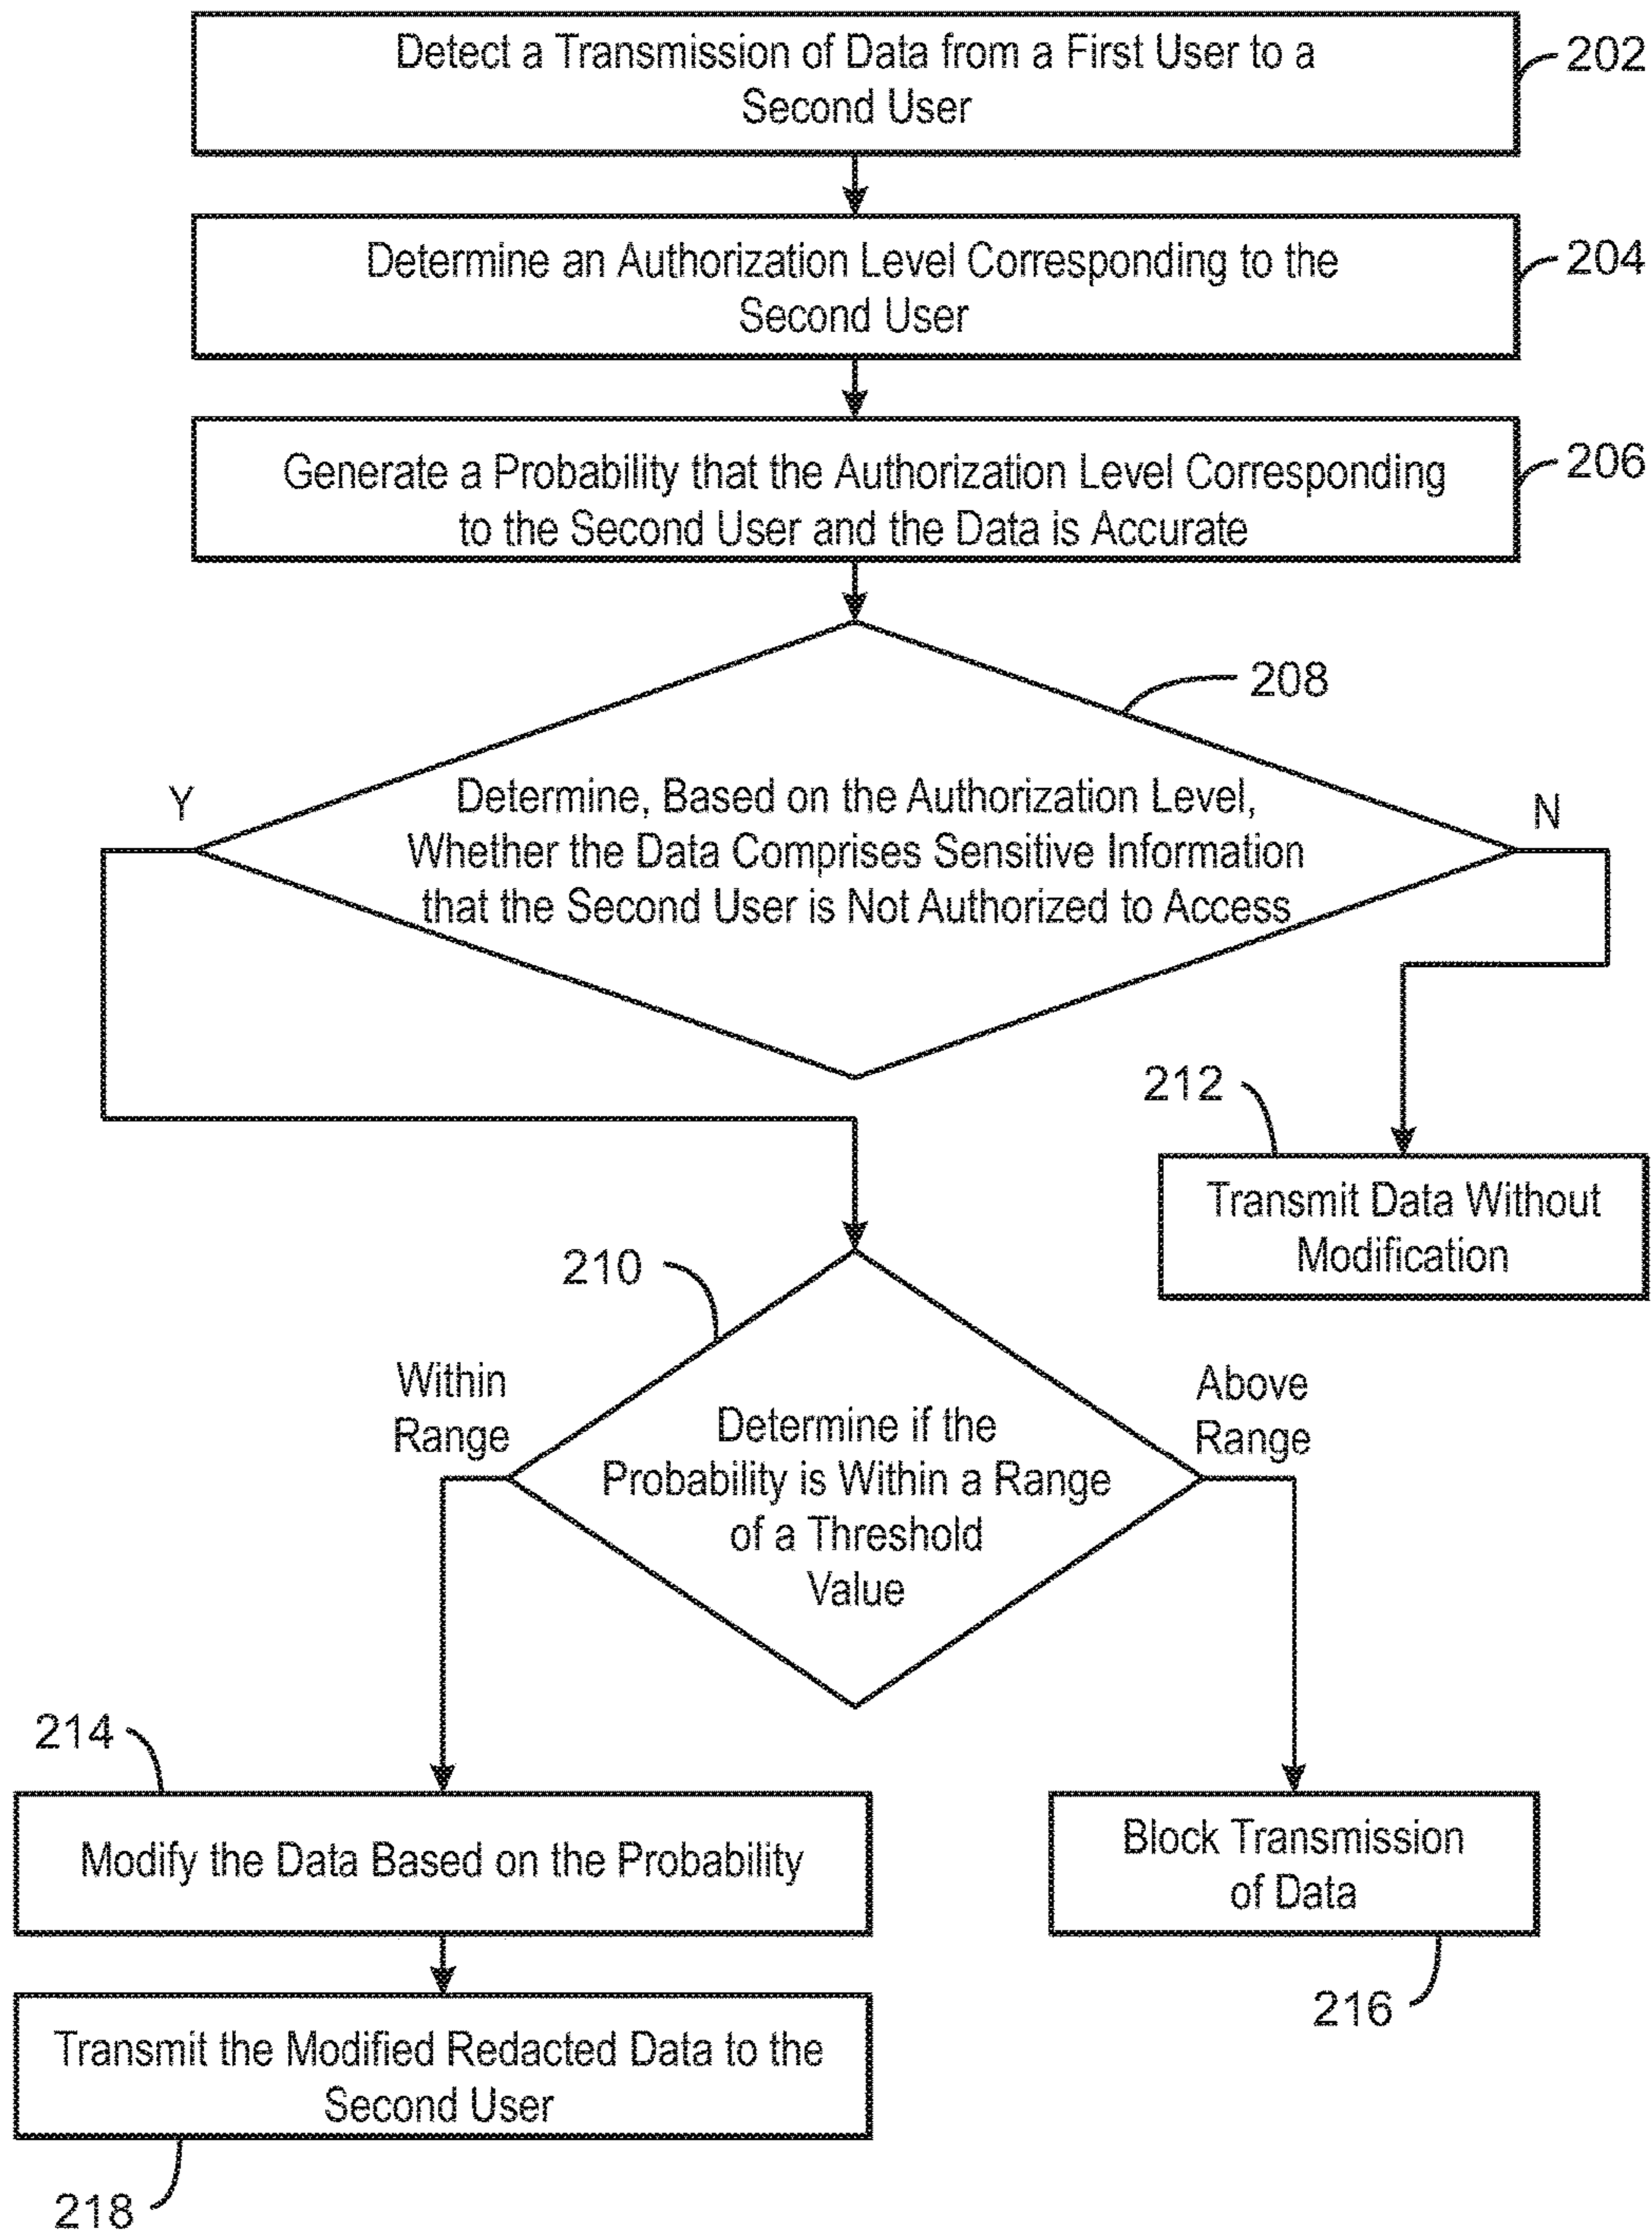 Detect a Transmission of Data from a First User to a
Second User
202
Determine an Authorization Level Corresponding to the
Second User
204
Generate a Probability that the Authorization Level Corresponding
to the Second User and the Data is Accurate
206
208
Y
Determine, Based on the Authorization Level,
Whether the Data Comprises Sensitive Information
that the Second User is Not Authorized to Access
N
212
Transmit Data Without
Modification
210
Within
Range
Determine if the
Probability is Within a Range
of a Threshold
Value
Above
Range
214
Modify the Data Based on the Probability
Block Transmission
of Data
216
Transmit the Modified Redacted Data to the
Second User
218